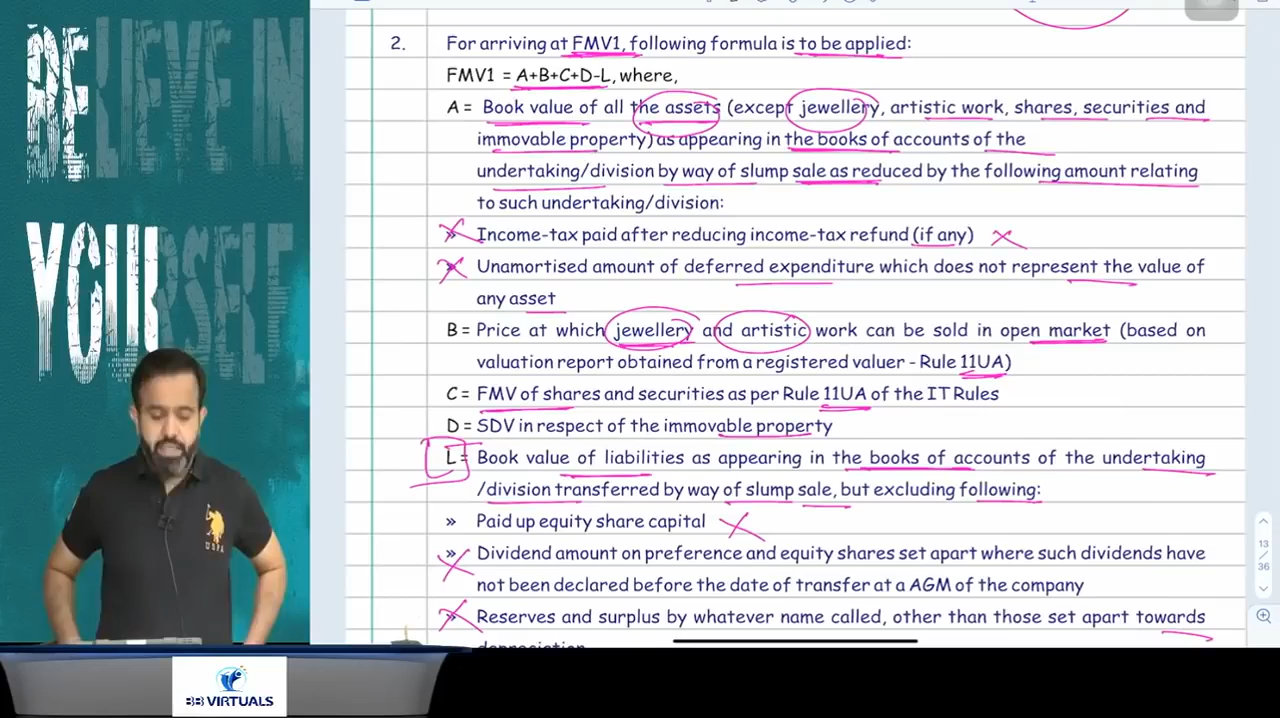 BELIEVE IN
YOURSELF.
2. For arriving at FMV1, following formula is to be applied:
FMV1 = A+B+C+D-L, where,
A = Book value of all the assets (except jewellery, artistic work, shares, securities and
immovable property) as appearing in the books of accounts of the
undertaking/division by way of slump sale as reduced by the following amount relating
to such undertaking/division:
» Income-tax paid after reducing income-tax refund (if any)
» Unamortised amount of deferred expenditure which does not represent the value of
any asset
B = Price at which jewellery and artistic work can be sold in open market (based on
valuation report obtained from a registered valuer - Rule 11UA)
C = FMV of shares and securities as per Rule 11UA of the IT Rules
D = SDV in respect of the immovable property
L = Book value of liabilities as appearing in the books of accounts of the undertaking
/division transferred by way of slump sale, but excluding following:
» Paid up equity share capital
» Dividend amount on preference and equity shares set apart where such dividends have
not been declared before the date of transfer at a AGM of the company
» Reserves and surplus by whatever name called, other than those set apart towards
depreciation
13
/
36
USPA
BB VIRTUALS